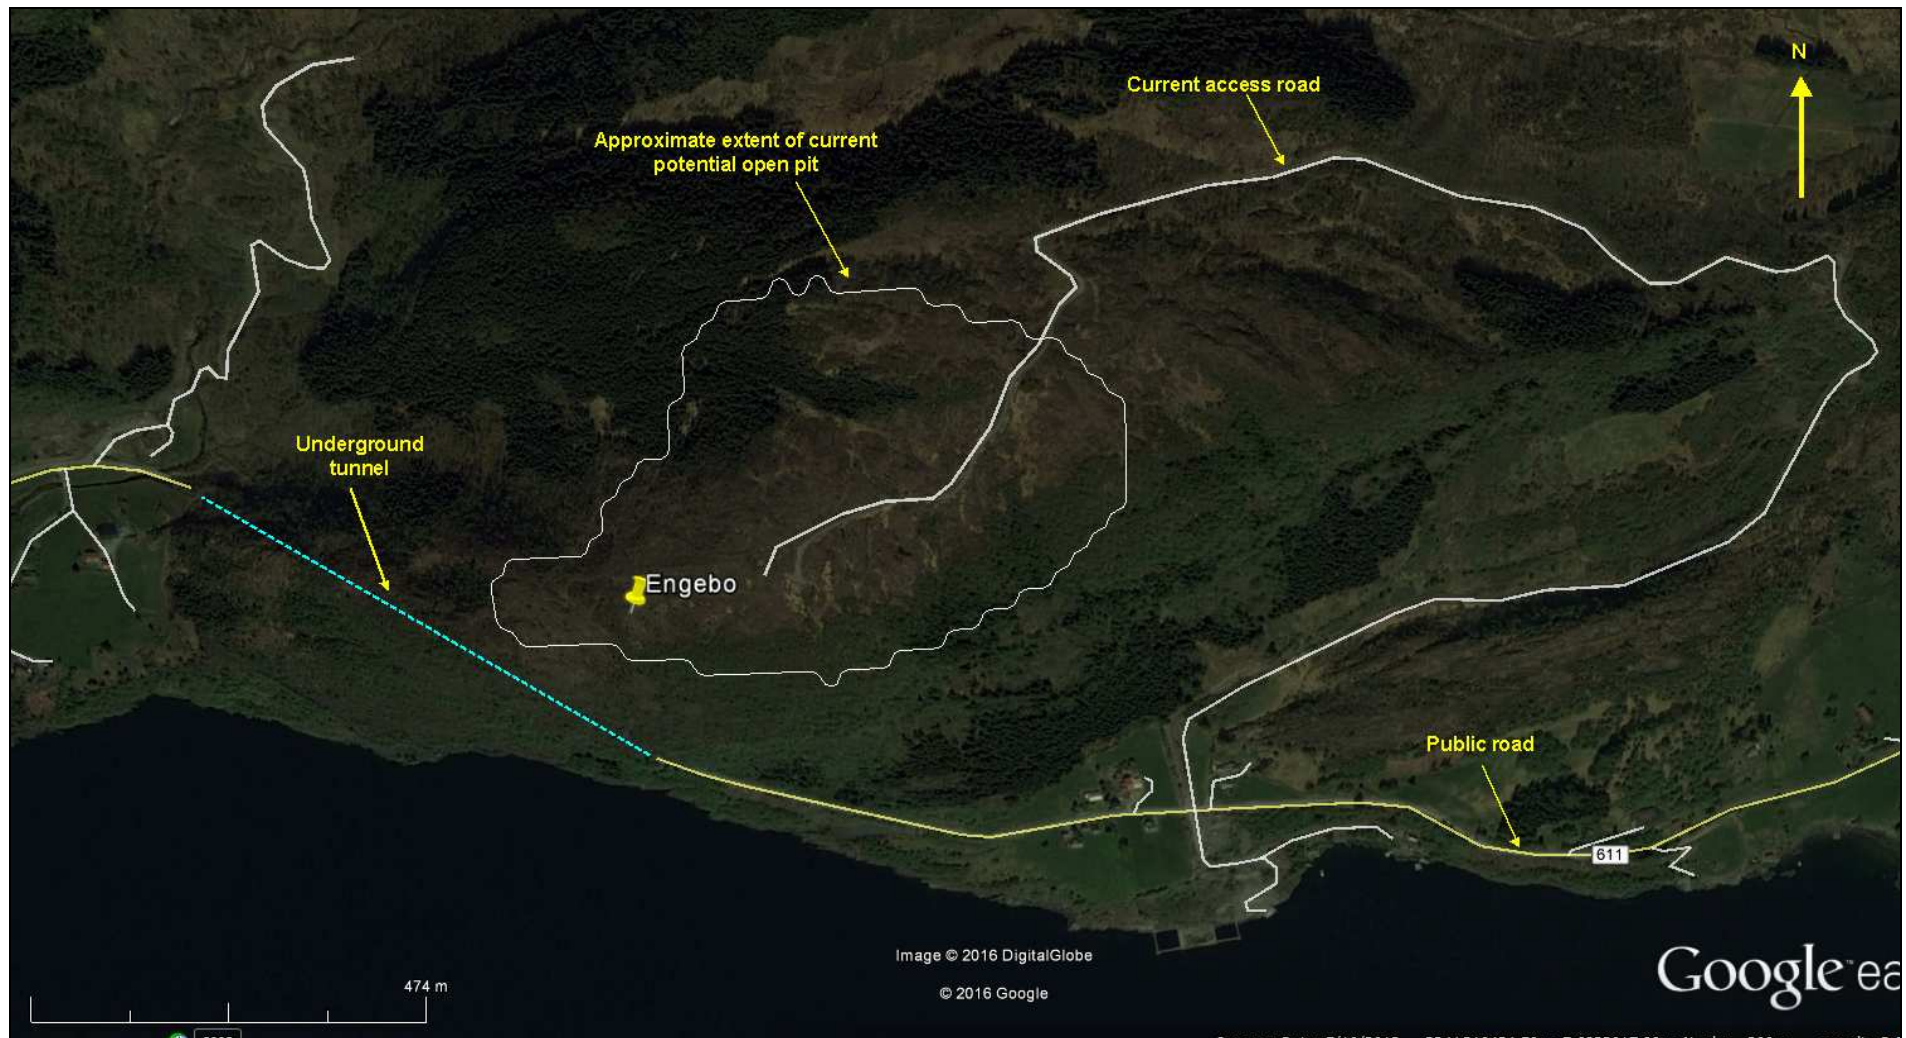 N
Current access road
Approximate extent of current
potential open pit
Underground
tunnel
Engebo
Public road
611
Image © 2016 DigitalGlobe
© 2016 Google
Google ea
474 m